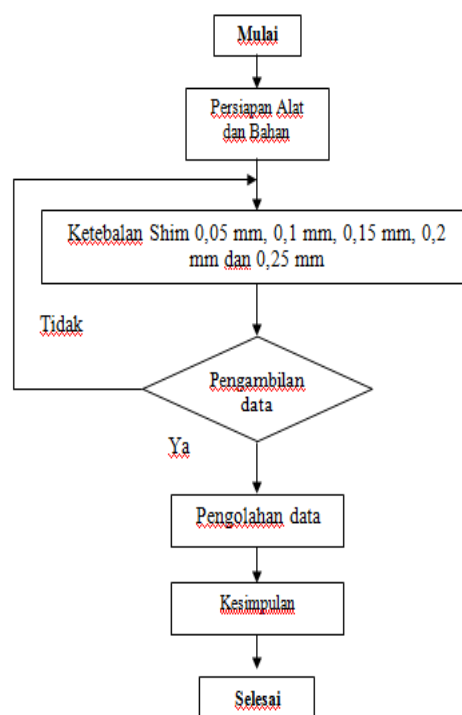 Mulai
Persiapan Alat
dan Bahan
Ketebalan Shim 0,05 mm, 0,1 mm, 0,15 mm, 0,2
mm dan 0,25 mm
Tidak
Pengambilan
data
Ya
Pengolahan data
Kesimpulan
Selesai